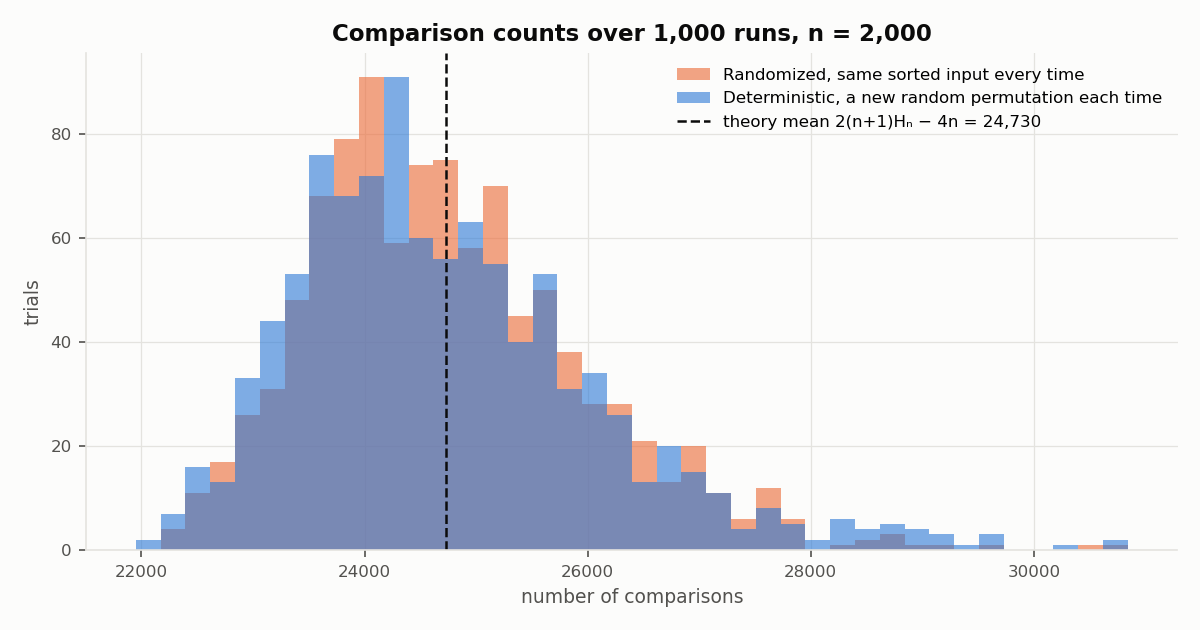 Comparison counts over 1,000 runs, n = 2,000
Randomized, same sorted input every time
Deterministic, a new random permutation each time
theory mean 2(n+1)Hₙ − 4n = 24,730
trials
80
60
40
20
0
22000
24000
26000
28000
30000
number of comparisons